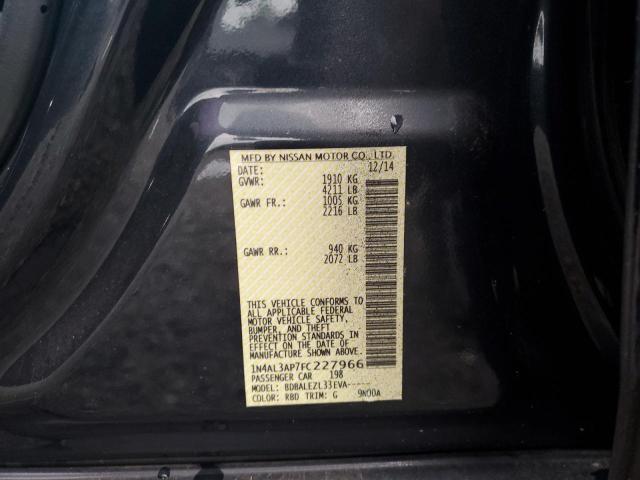 MFD BY NISSAN MOTOR CO., LTD.
DATE: 12/14
GVWR: 1910 KG
4211 LB
GAWR FR.: 1005 KG
2216 LB
GAWR RR.: 940 KG
2072 LB
THIS VEHICLE CONFORMS TO
ALL APPLICABLE FEDERAL
MOTOR VEHICLE SAFETY,
BUMPER, AND THEFT
PREVENTION STANDARDS IN
EFFECT ON THE DATE OF
MANUFACTURE SHOWN ABOVE.
1N4AL3AP7FC227966
PASSENGER CAR 198
MODEL: BDBALEZL33EVA-----
COLOR: RBD TRIM: G 9N00A